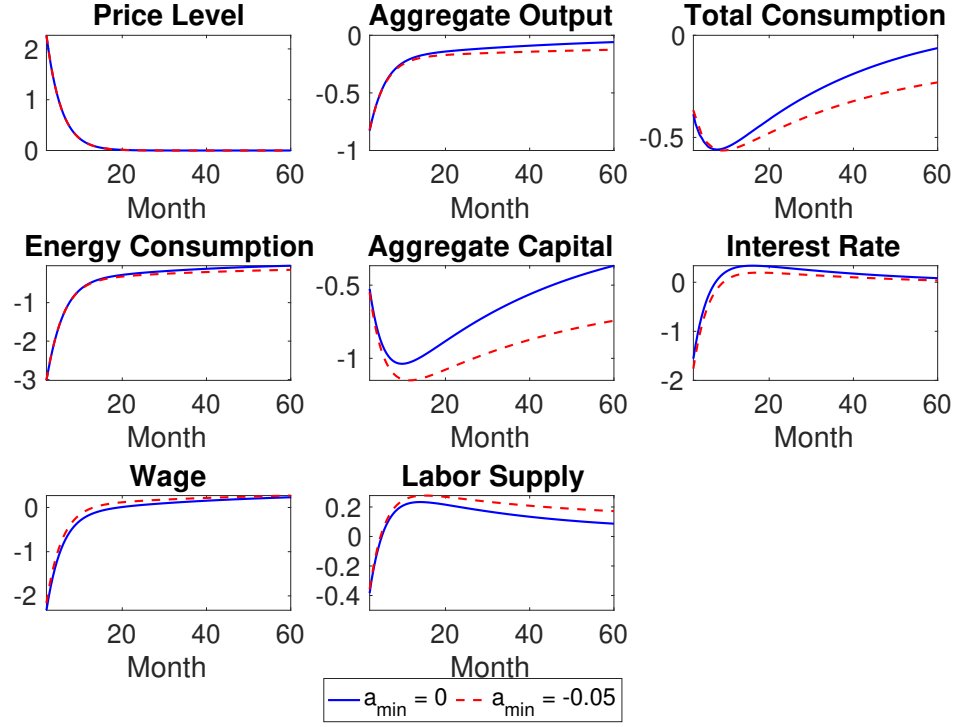 Price Level
2
1
0
20 40 60
Month
Aggregate Output
0
-0.5
-1
20 40 60
Month
Total Consumption
0
-0.5
20 40 60
Month
Energy Consumption
-1
-2
-3
20 40 60
Month
Aggregate Capital
-0.5
-1
20 40 60
Month
Interest Rate
0
-1
-2
20 40 60
Month
Wage
0
-1
-2
20 40 60
Month
Labor Supply
0.2
0
-0.2
-0.4
20 40 60
Month
a_min = 0 a_min = -0.05